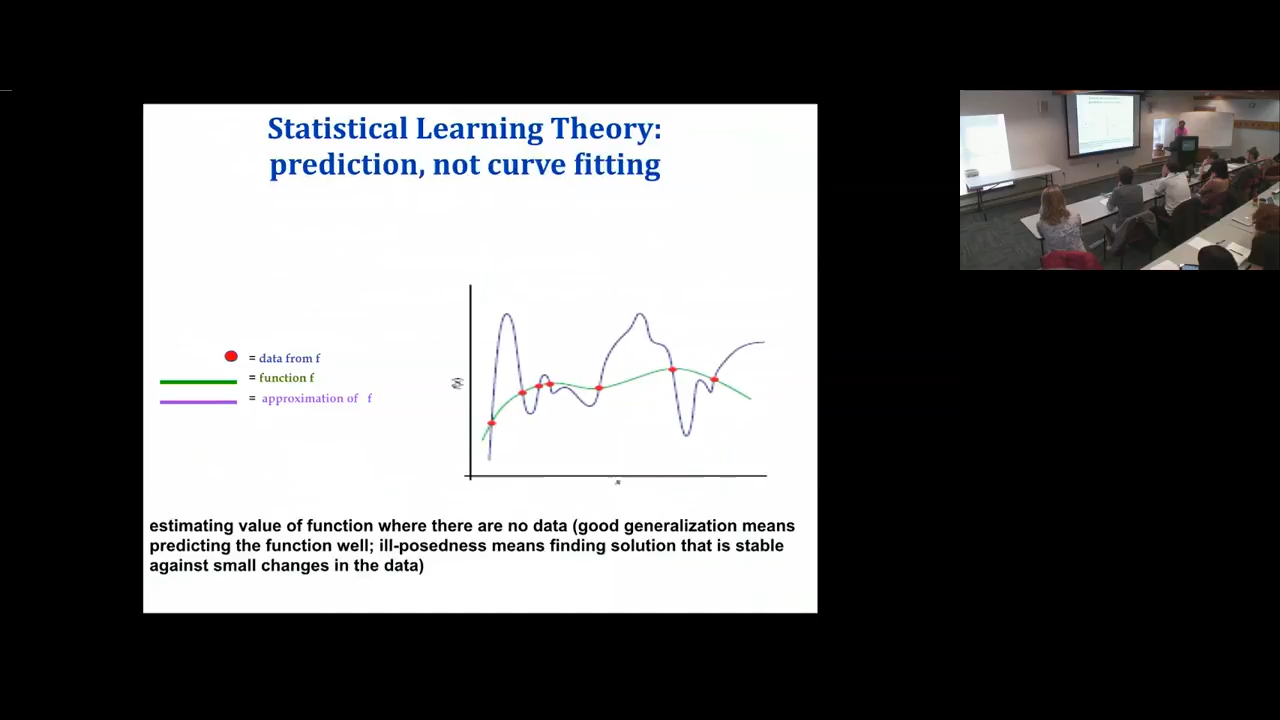 Statistical Learning Theory:
prediction, not curve fitting
= data from f
= function f
= approximation of f
f(x)
x
estimating value of function where there are no data (good generalization means
predicting the function well; ill-posedness means finding solution that is stable
against small changes in the data)